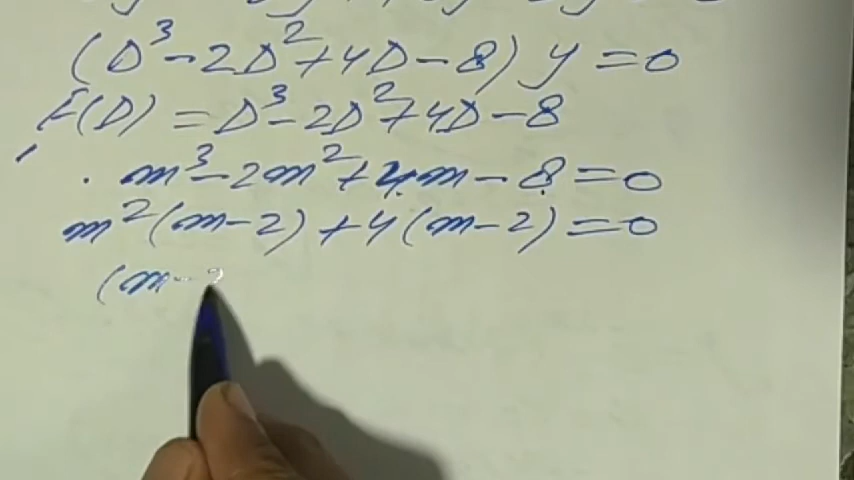 (D³-2D²+4D-8) y = 0
F(D) = D³-2D²+4D-8
m³-2m²+4m-8=0
m²(m-2)+4(m-2)=0
(m-2